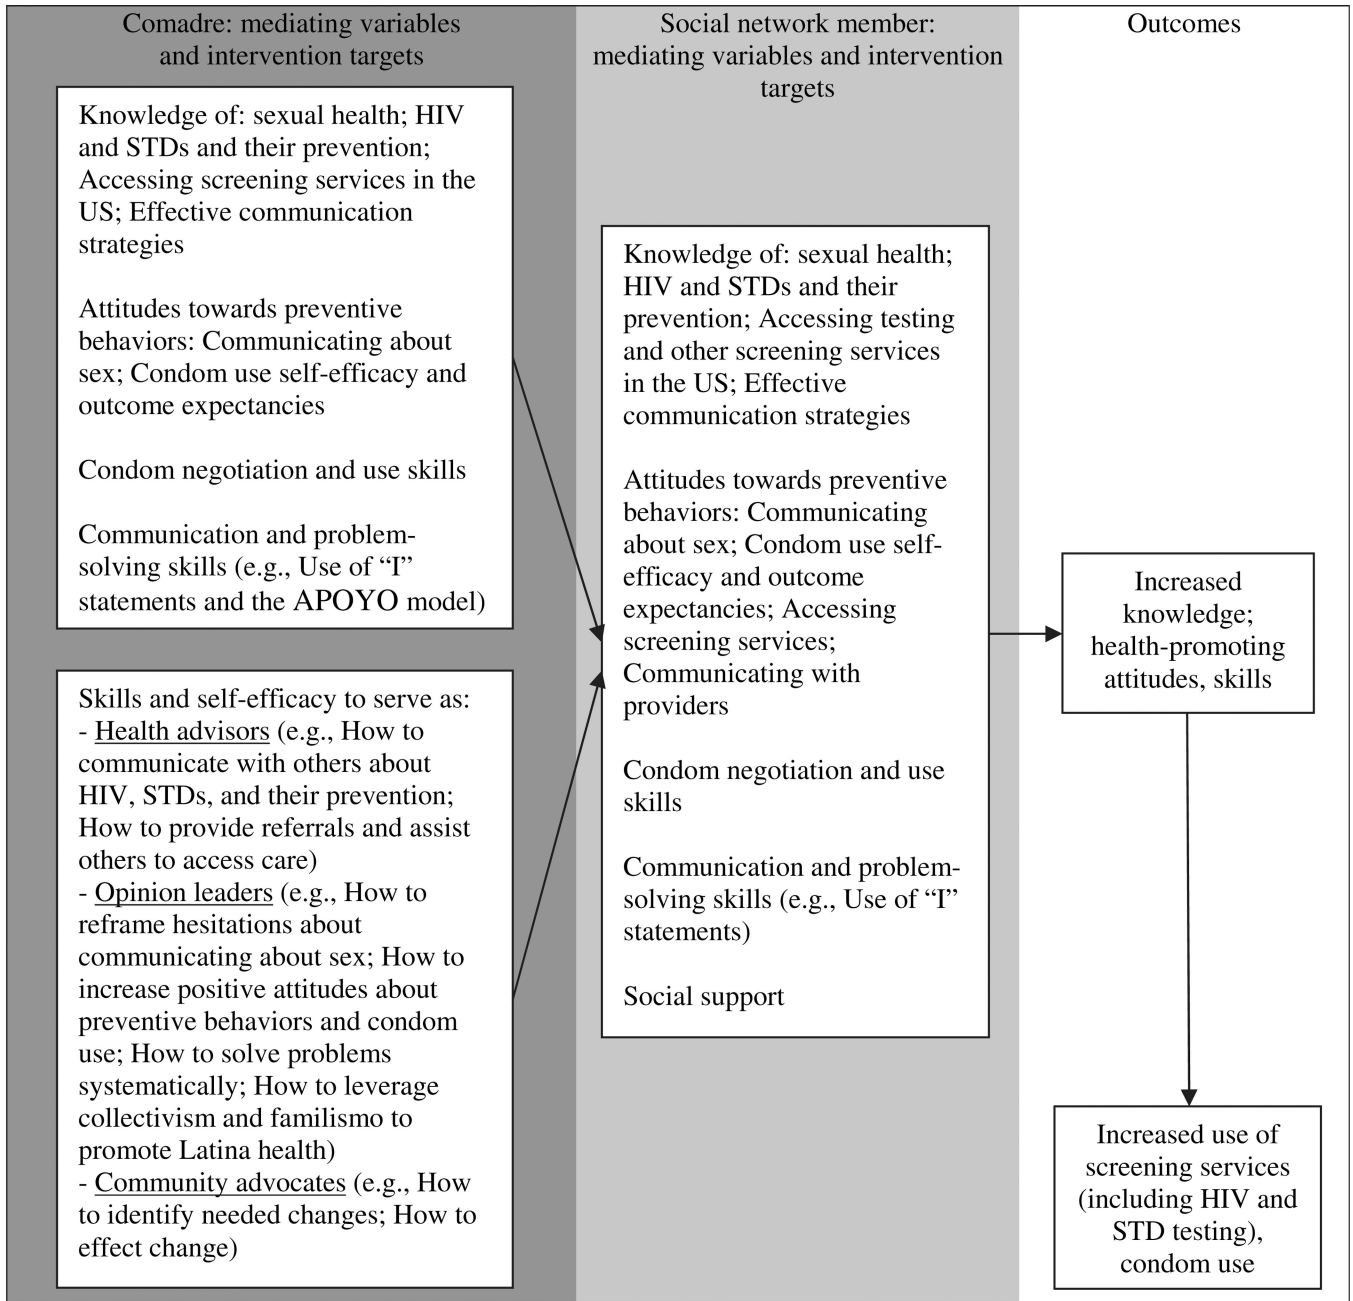 Comadre: mediating variables
and intervention targets
Knowledge of: sexual health; HIV
and STDs and their prevention;
Accessing screening services in the
US; Effective communication
strategies
Attitudes towards preventive
behaviors: Communicating about
sex; Condom use self-efficacy and
outcome expectancies
Condom negotiation and use skills
Communication and problem-
solving skills (e.g., Use of “I”
statements and the APOYO model)
Skills and self-efficacy to serve as:
- Health advisors (e.g., How to
communicate with others about
HIV, STDs, and their prevention;
How to provide referrals and assist
others to access care)
- Opinion leaders (e.g., How to
reframe hesitations about
communicating about sex; How to
increase positive attitudes about
preventive behaviors and condom
use; How to solve problems
systematically; How to leverage
collectivism and familismo to
promote Latina health)
- Community advocates (e.g., How
to identify needed changes; How to
effect change)
Social network member:
mediating variables and intervention
targets
Knowledge of: sexual health;
HIV and STDs and their
prevention; Accessing testing
and other screening services
in the US; Effective
communication strategies
Attitudes towards preventive
behaviors: Communicating
about sex; Condom use self-
efficacy and outcome
expectancies; Accessing
screening services;
Communicating with
providers
Condom negotiation and use
skills
Communication and problem-
solving skills (e.g., Use of “I”
statements)
Social support
Outcomes
Increased
knowledge;
health-promoting
attitudes, skills
Increased use of
screening services
(including HIV and
STD testing),
condom use